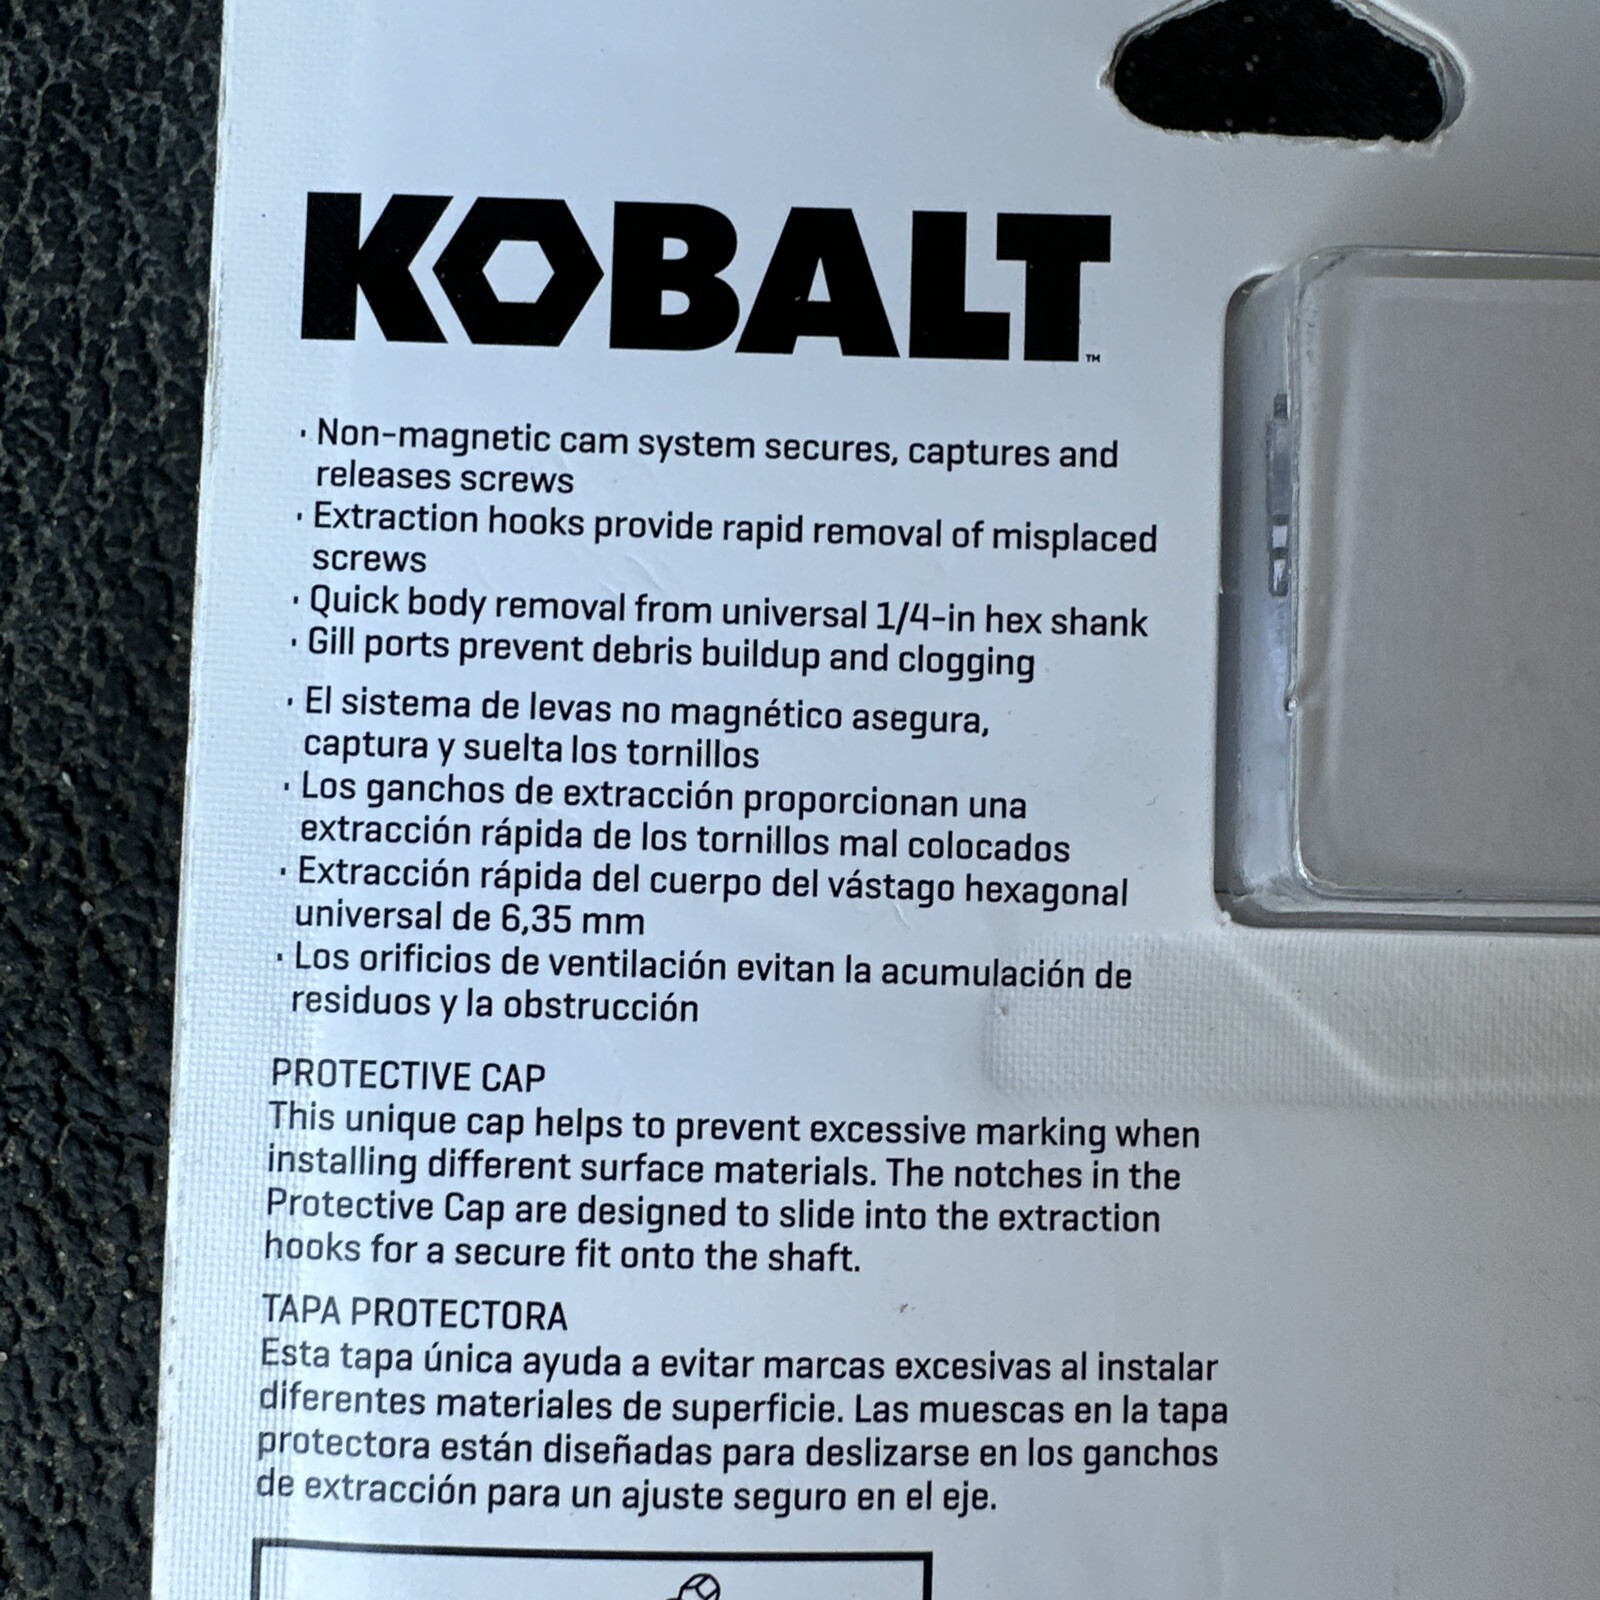 KOBALT™
· Non-magnetic cam system secures, captures and
releases screws
· Extraction hooks provide rapid removal of misplaced
screws
· Quick body removal from universal 1/4-in hex shank
· Gill ports prevent debris buildup and clogging
· El sistema de levas no magnético asegura,
captura y suelta los tornillos
· Los ganchos de extracción proporcionan una
extracción rápida de los tornillos mal colocados
· Extracción rápida del cuerpo del vástago hexagonal
universal de 6,35 mm
· Los orificios de ventilación evitan la acumulación de
residuos y la obstrucción
PROTECTIVE CAP
This unique cap helps to prevent excessive marking when
installing different surface materials. The notches in the
Protective Cap are designed to slide into the extraction
hooks for a secure fit onto the shaft.
TAPA PROTECTORA
Esta tapa única ayuda a evitar marcas excesivas al instalar
diferentes materiales de superficie. Las muescas en la tapa
protectora están diseñadas para deslizarse en los ganchos
de extracción para un ajuste seguro en el eje.